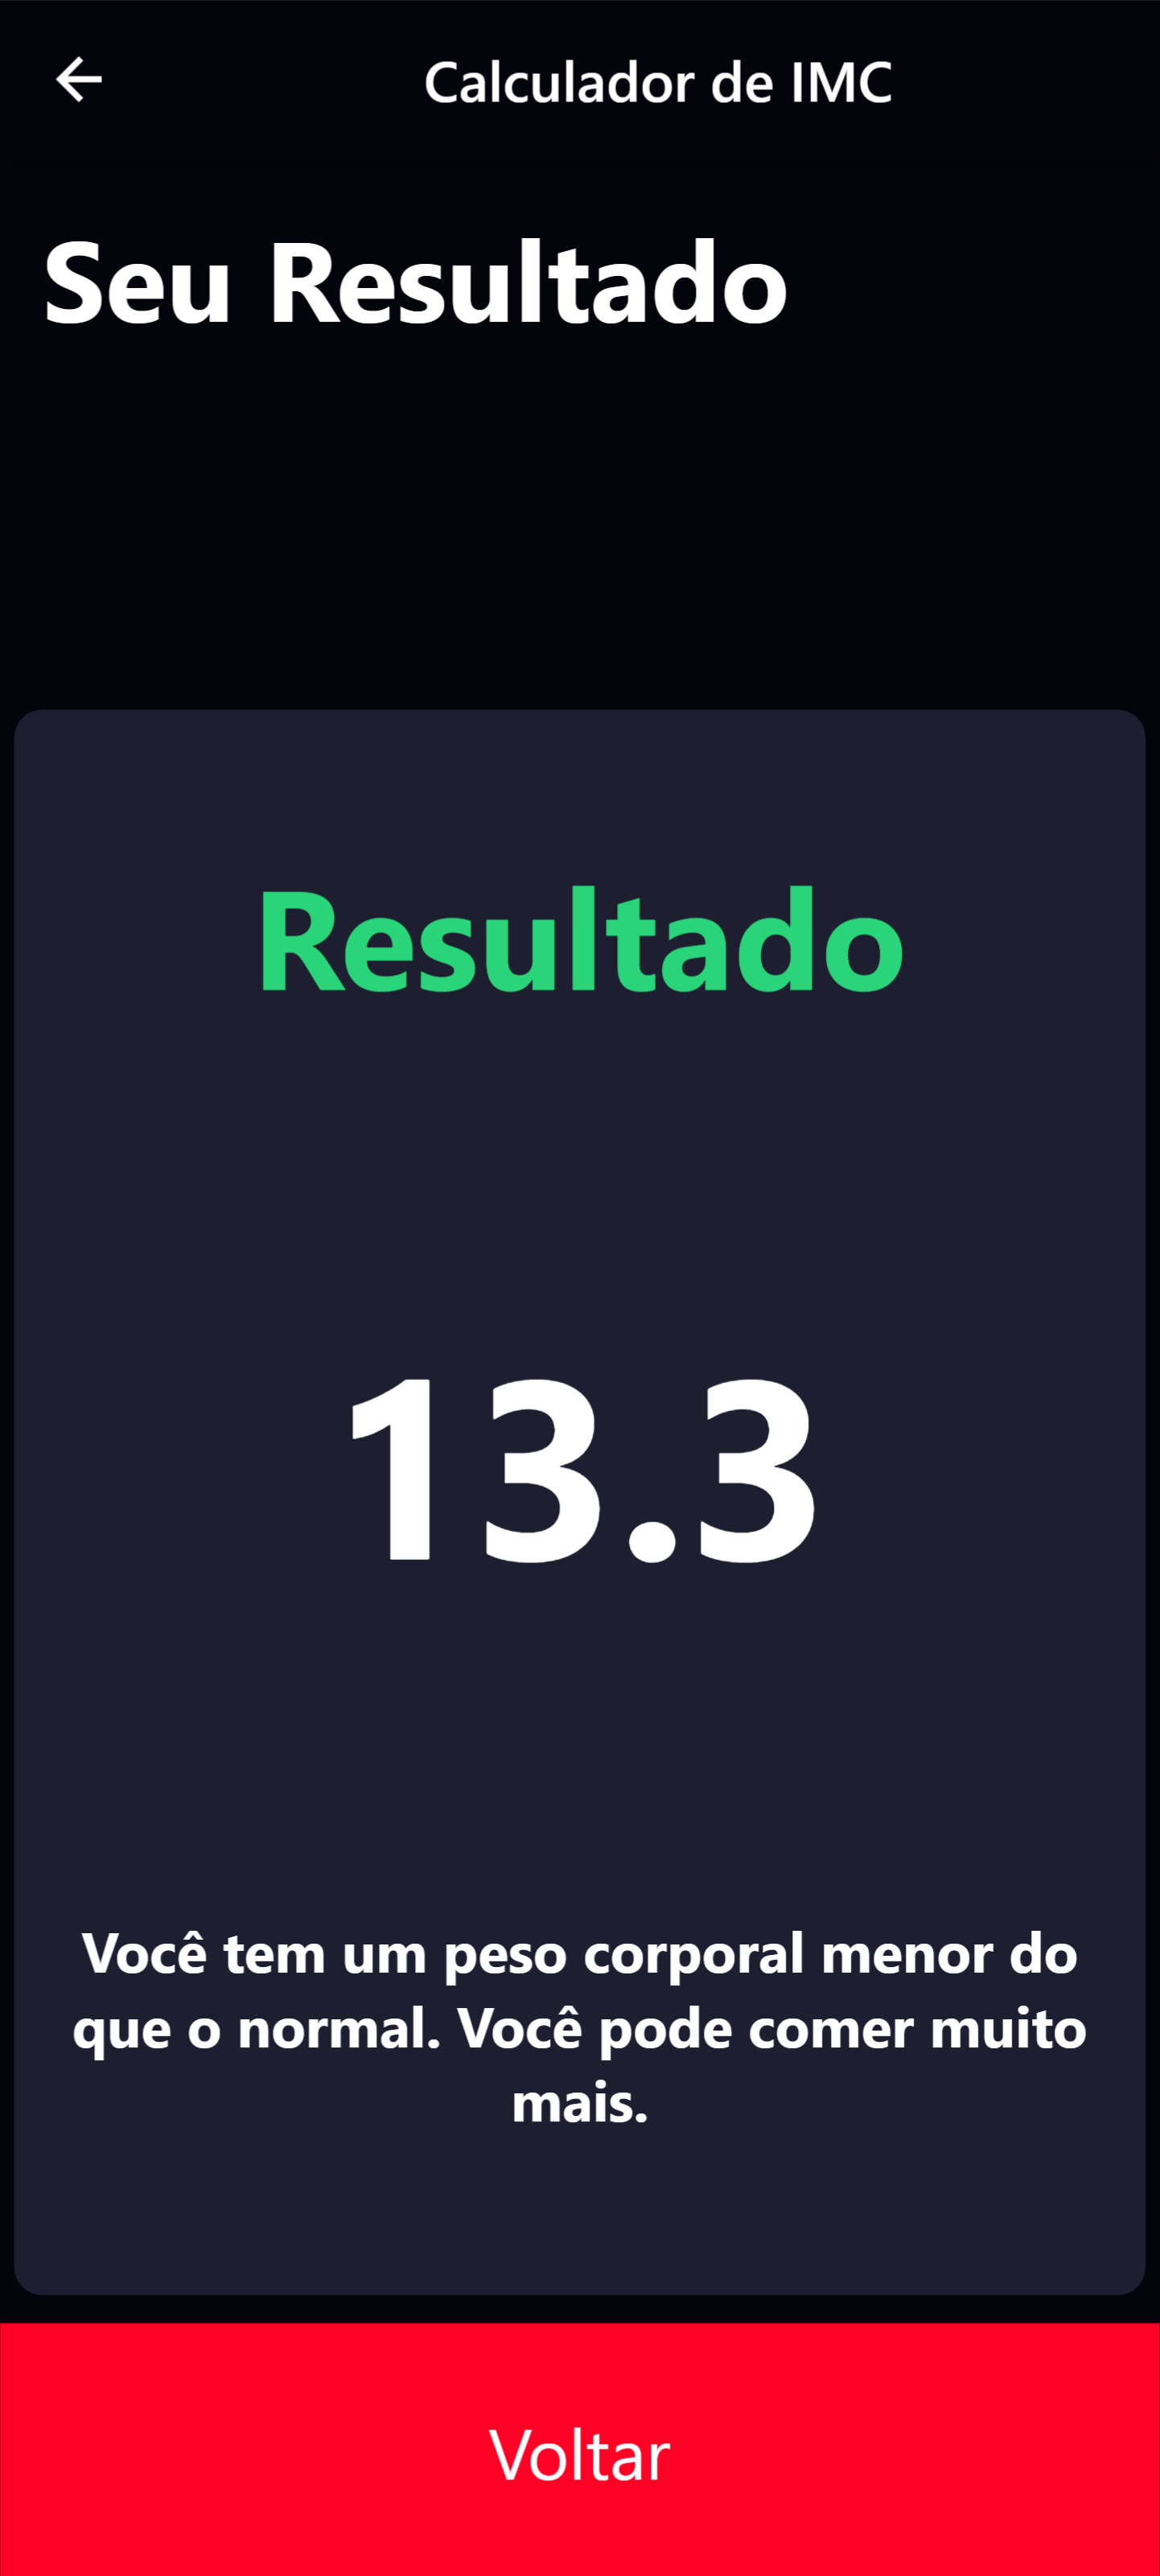 Calculador de IMC
Seu Resultado
Resultado
13.3
Você tem um peso corporal menor do
que o normal. Você pode comer muito
mais.
Voltar